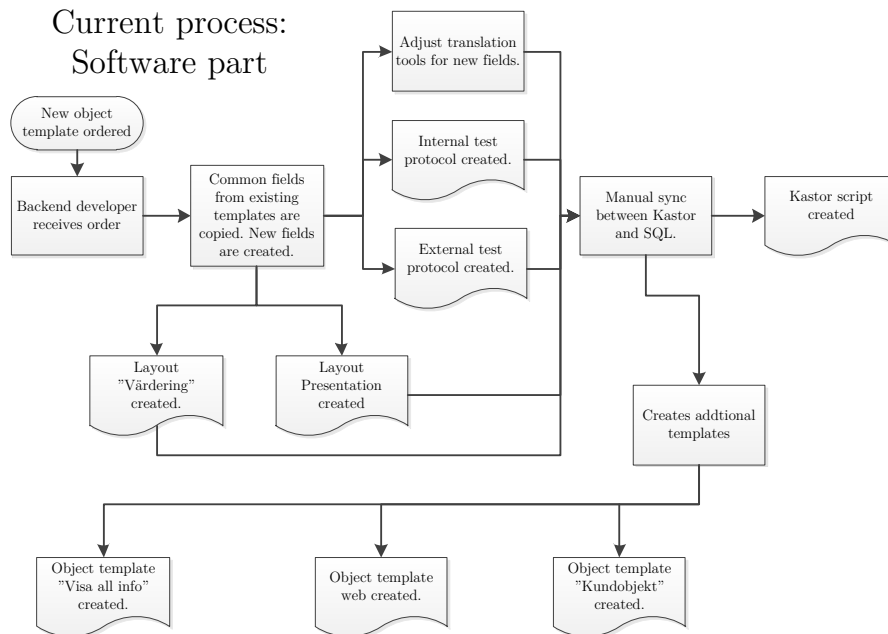 Current process:
Software part
New object
template ordered
Backend developer
receives order
Common fields
from existing
templates are
copied. New fields
are created.
Adjust translation
tools for new fields.
Internal test
protocol created.
External test
protocol created.
Manual sync
between Kastor
and SQL.
Kastor script
created
Layout
"Värdering"
created.
Layout
Presentation
created
Creates addtional
templates
Object template
"Visa all info"
created.
Object template
web created.
Object template
"Kundobjekt"
created.